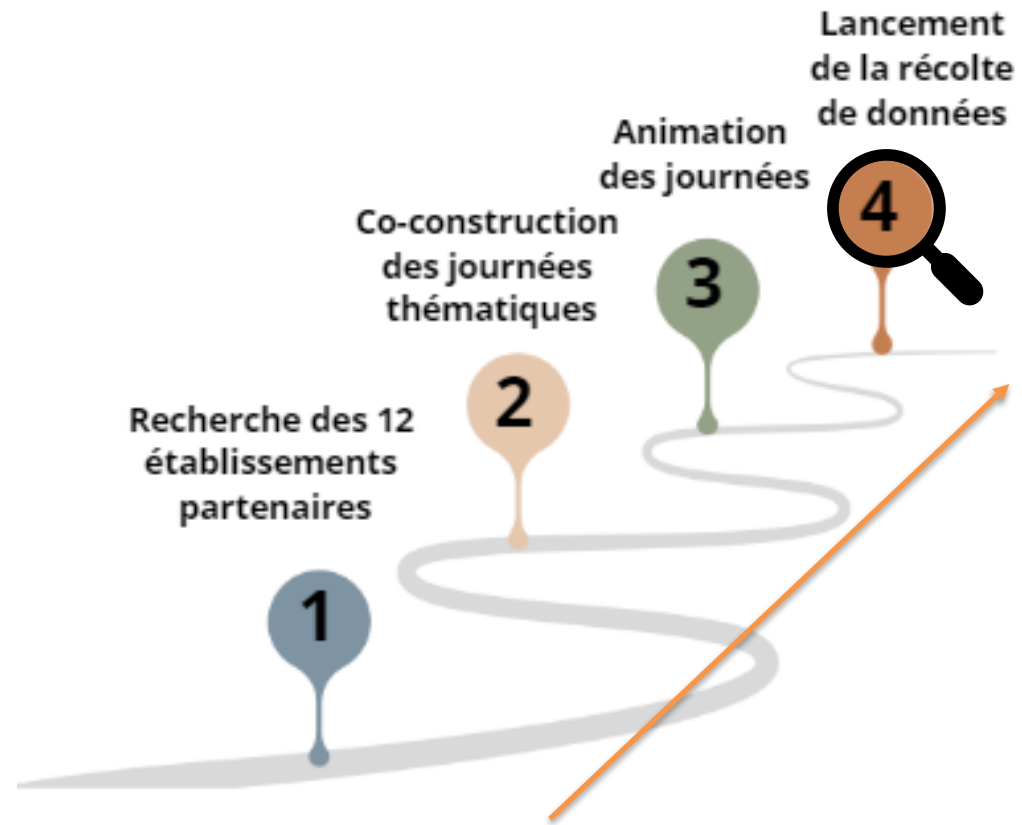 Recherche des 12
établissements
partenaires
1
Co-construction
des journées
thématiques
2
Animation
des journées
3
Lancement
de la récolte
de données
4